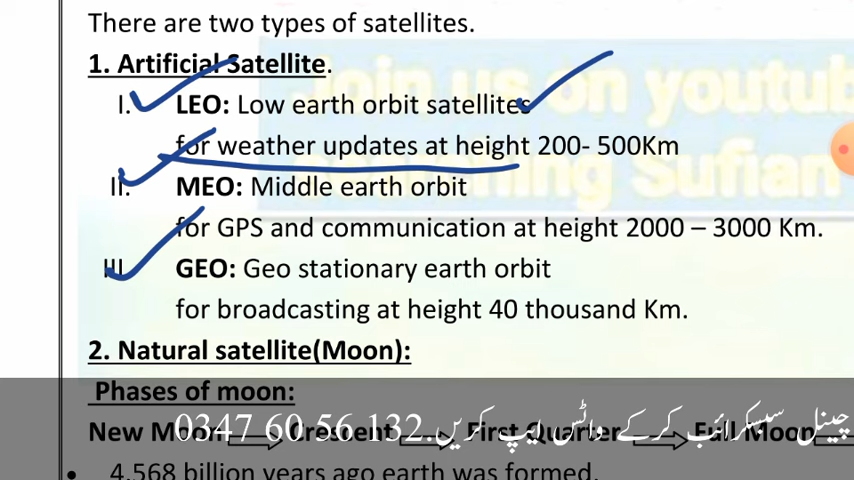 There are two types of satellites.
1. Artificial Satellite.
I. LEO: Low earth orbit satellites
for weather updates at height 200- 500Km
II. MEO: Middle earth orbit
for GPS and communication at height 2000 – 3000 Km.
III. GEO: Geo stationary earth orbit
for broadcasting at height 40 thousand Km.
2. Natural satellite(Moon):
Phases of moon:
چینل سبسکرائب کرکے واٹس ایپ کریں.0347 60 56 132
New Moon Crescent First Quarter Full Moon
• 4.568 billion years ago earth was formed.
Join us on youtub
Sufian